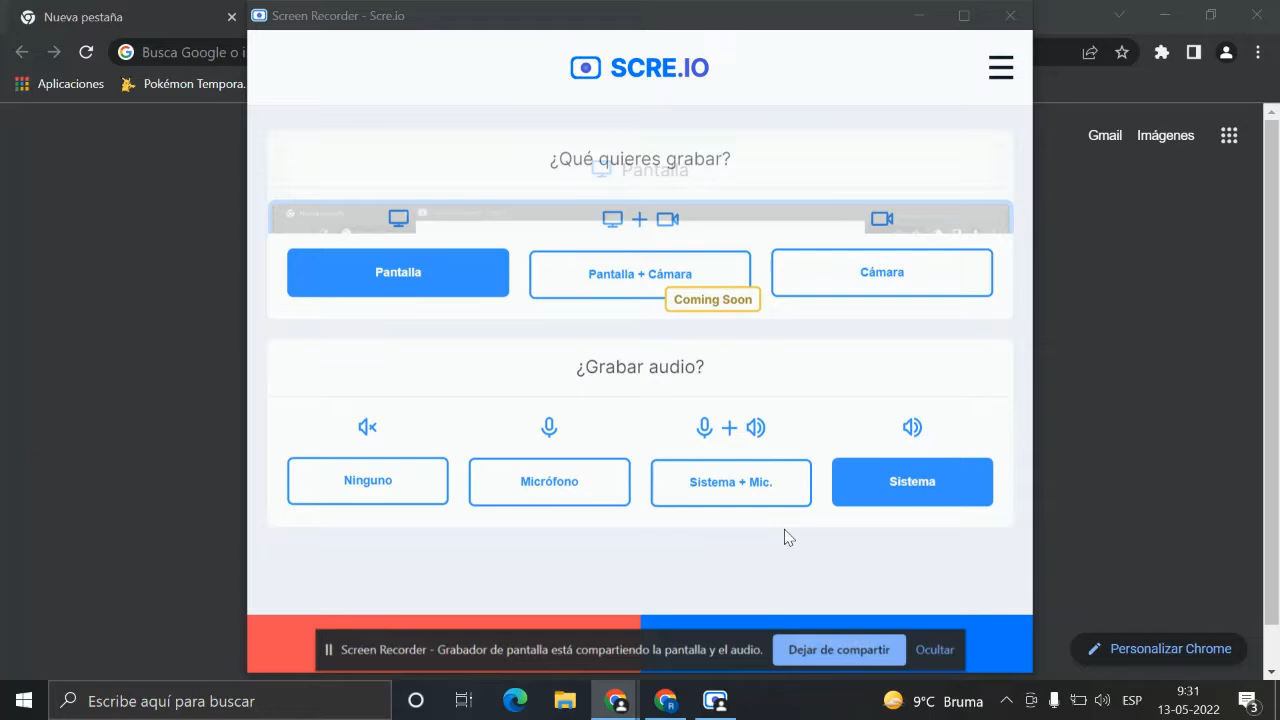 Nueva pestaña
Screen Recorder - Scre.io
Busca Google o i
Aplicaciones
Pokémon Tempora.
SCRE.IO
Gmail
Imágenes
¿Qué quieres grabar?
Pantalla
Pantalla
Pantalla + Cámara
Cámara
Coming Soon
¿Grabar audio?
Ninguno
Micrófono
Sistema + Mic.
Sistema
Screen Recorder - Grabador de pantalla está compartiendo la pantalla y el audio.
Dejar de compartir
Ocultar
Personalizar Chrome
Escribe aquí para buscar
9°C Bruma
ESP
9:31
13-05-2022
3